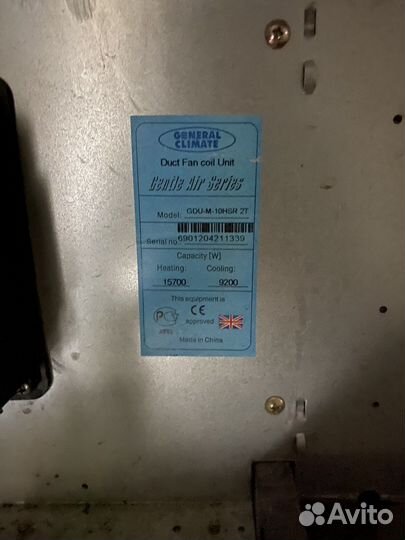 GENERAL
CLIMATE
Duct Fan coil Unit
Gentle Air Series
Model: GDU-M-10HSR 2T
Serial no 6901204211339
Capacity [W]
Heating: Cooling:
15700 9200
This equipment is
CE
approved
Made in China
Avito